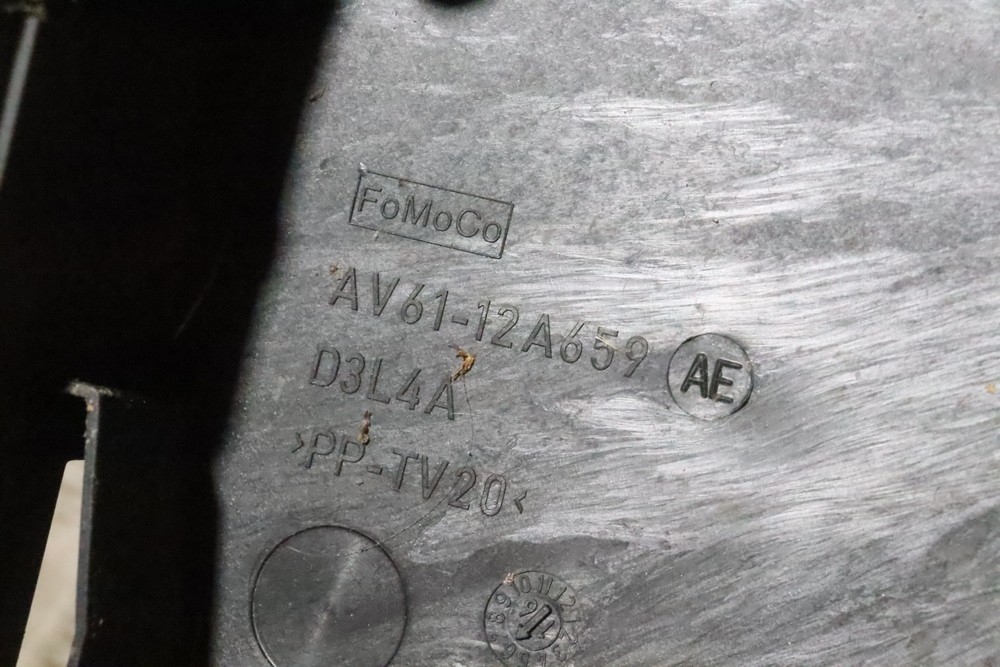 FoMoCo
AV61-12A659 AE
D3L4A
>PP-TV20<